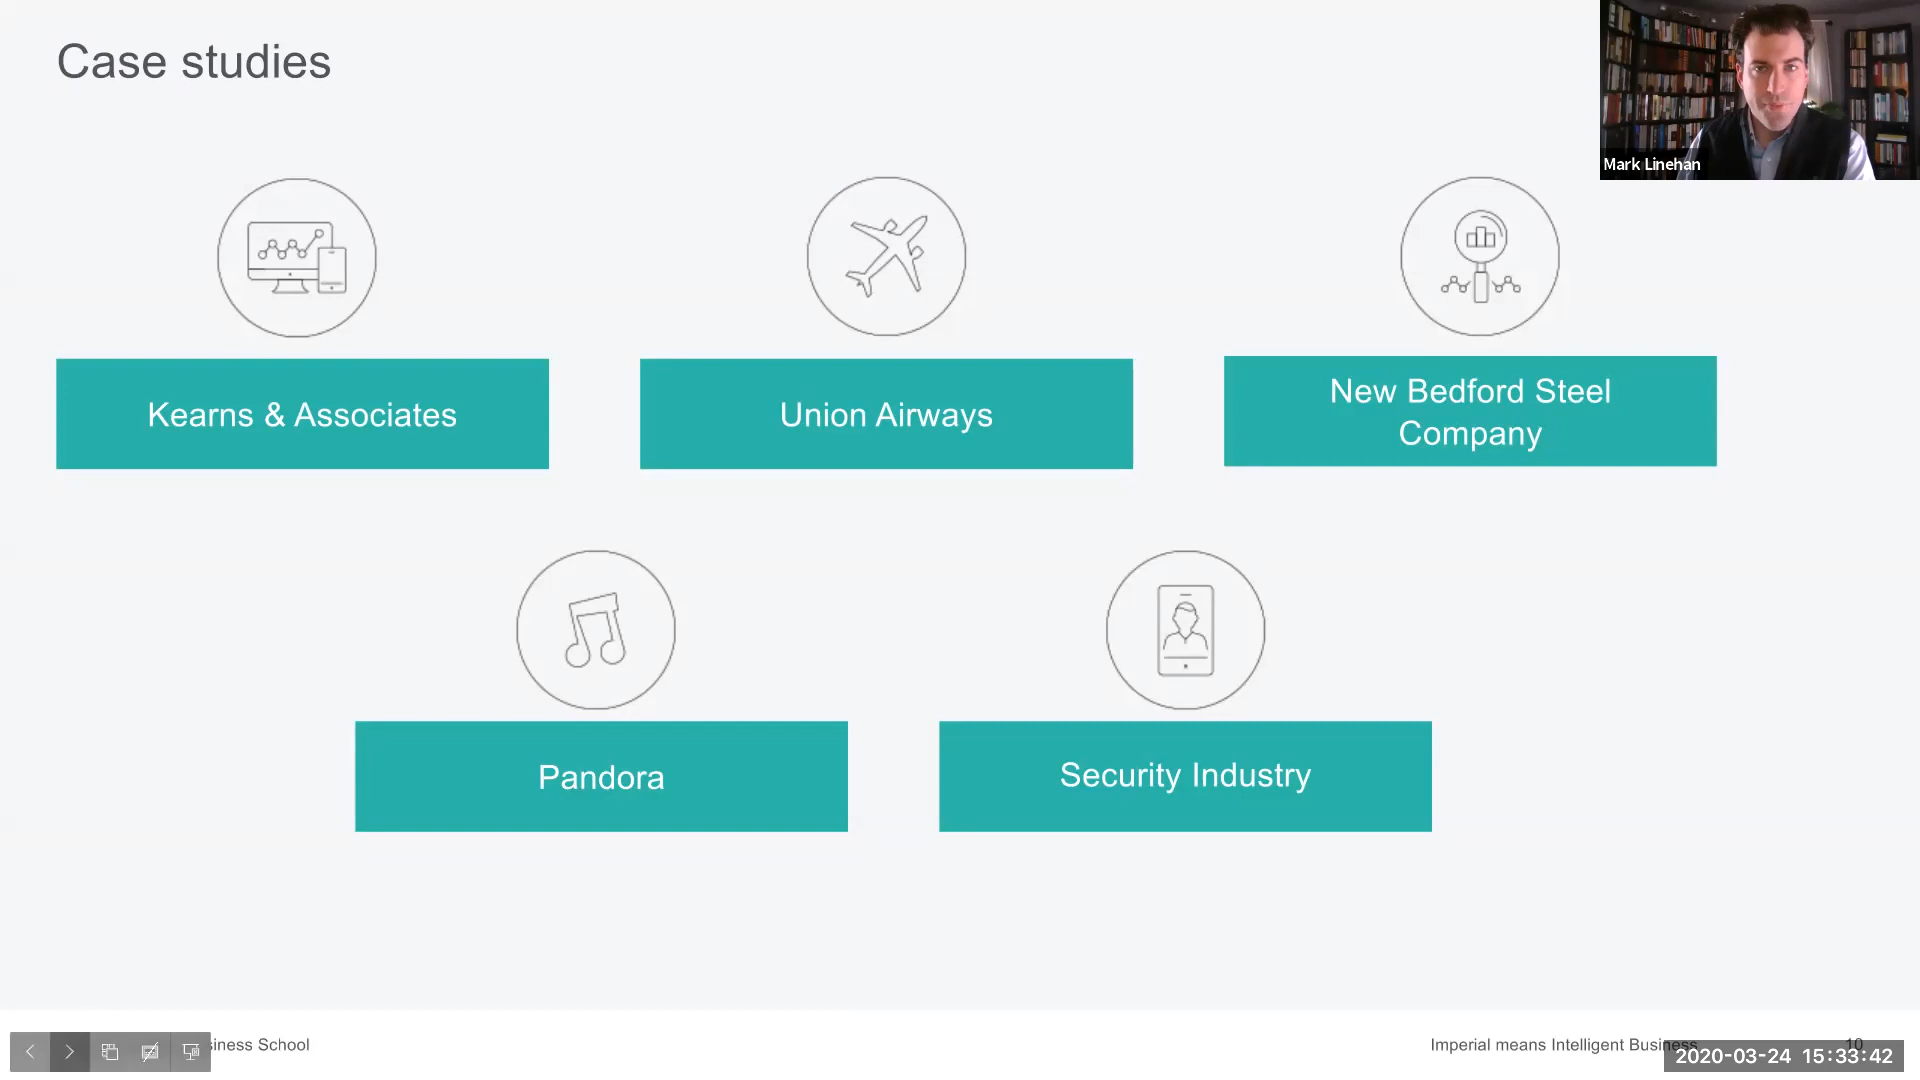 Case studies
Mark Linehan
Kearns & Associates
Union Airways
New Bedford Steel
Company
Pandora
Security Industry
School
Imperial means Intelligent Business
10
2020-03-24 15:33:42